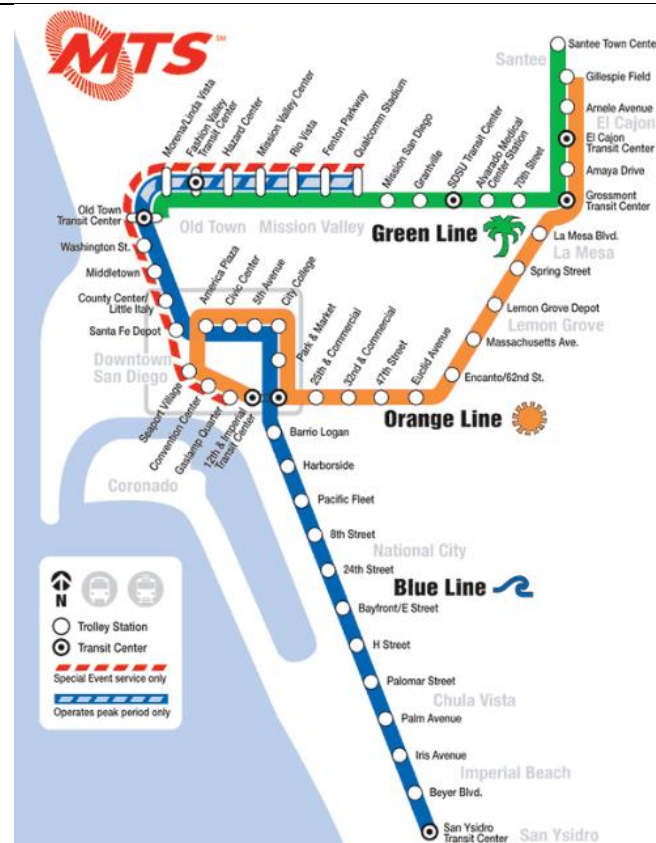 MTS
SM
Santee Town Cente
Santee
Gillespie Field
Arnele Avenue
El Cajon
El Cajon
Transit Center
Amaya Drive
Grossmont
Transit Center
Morena/Linda Vista
Fashion Valley
Transit Center
Hazard Center
Mission Valley Center
Rio Vista
Fenton Parkway
Qualcomm Stadium
Mission San Diego
Grantville
SDSU Transit Center
Alvarado Medical
Center Station
70th Street
Old Town
Transit Center
Old Town
Mission Valley
Green Line
Washington St.
Middletown
County Center/
Little Italy
Santa Fe Depot
America Plaza
Civic Center
5th Avenue
City College
Park & Market
25th & Commercial
32nd & Commercial
47th Street
Euclid Avenue
La Mesa Blvd.
La Mesa
Spring Street
Lemon Grove Depot
Lemon Grove
Massachusetts Ave.
Encanto/62nd St.
Orange Line
Downtown
San Diego
Seaport Village
Convention Center
Gaslamp Quarter
12th & Imperial
Transit Center
Coronado
Barrio Logan
Harborside
Pacific Fleet
8th Street
National City
24th Street
Blue Line
Bayfront/E Street
H Street
Palomar Street
Chula Vista
Palm Avenue
Iris Avenue
Imperial Beach
Beyer Blvd.
San Ysidro
Transit Center
San Ysidro
N
Trolley Station
Transit Center
Special Event service only
Operates peak period only